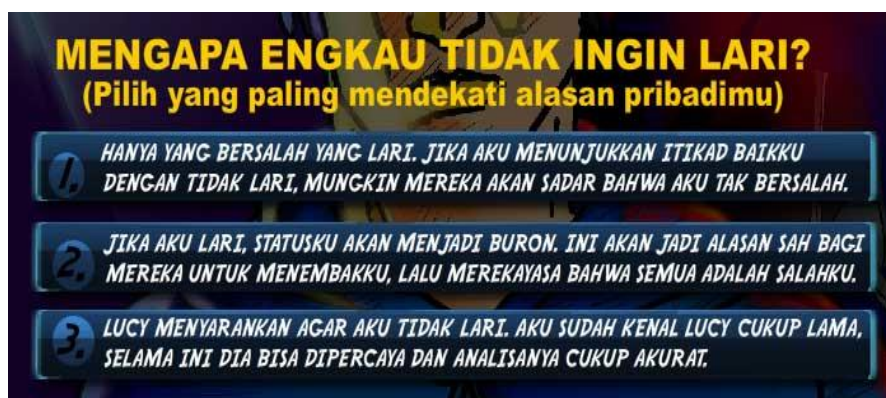 MENGAPA ENGKAU TIDAK INGIN LARI?
(Pilih yang paling mendekati alasan pribadimu)
1. HANYA YANG BERSALAH YANG LARI. JIKA AKU MENUNJUKKAN ITIKAD BAIKKU
DENGAN TIDAK LARI, MUNGKIN MEREKA AKAN SADAR BAHWA AKU TAK BERSALAH.
2. JIKA AKU LARI, STATUSKU AKAN MENJADI BURON. INI AKAN JADI ALASAN SAH BAGI
MEREKA UNTUK MENEMBAKKU, LALU MEREKAYASA BAHWA SEMUA ADALAH SALAHKU.
3. LUCY MENYARANKAN AGAR AKU TIDAK LARI. AKU SUDAH KENAL LUCY CUKUP LAMA,
SELAMA INI DIA BISA DIPERCAYA DAN ANALISANYA CUKUP AKURAT.